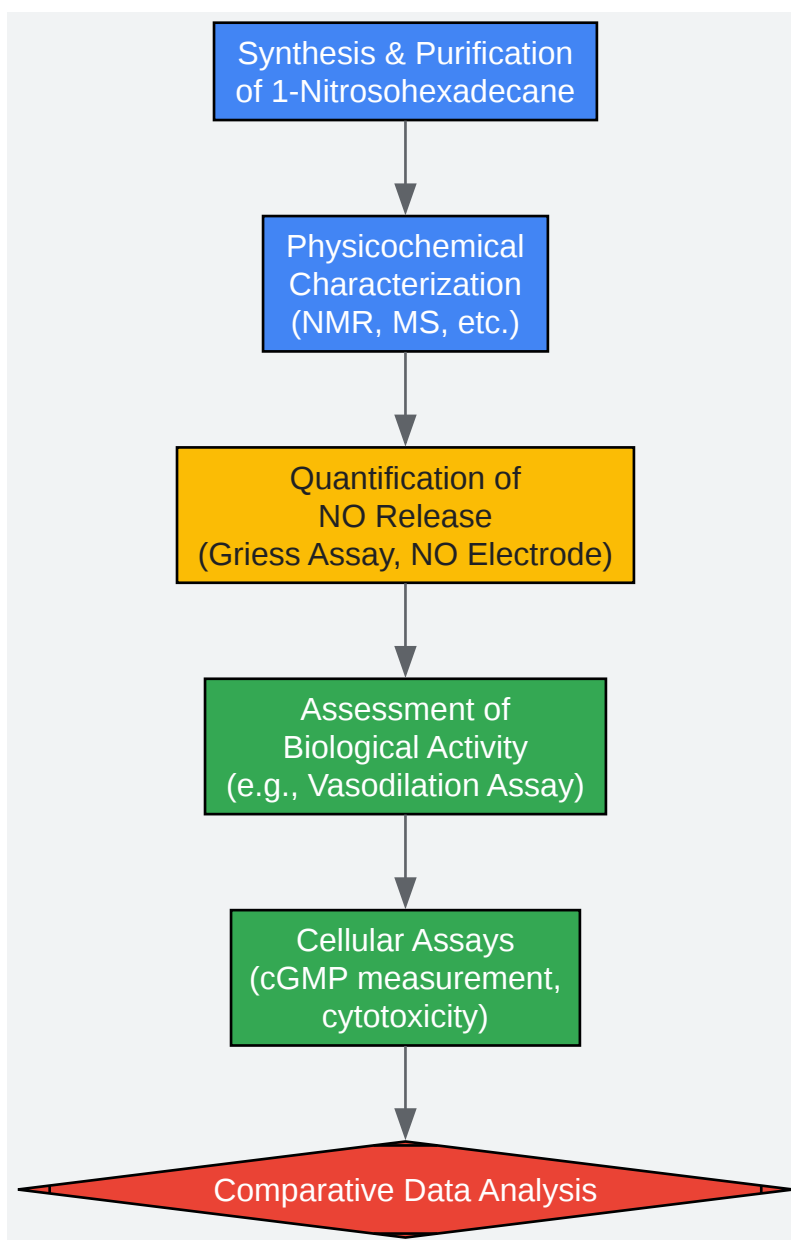 Synthesis & Purification
of 1-Nitrosohexadecane
Physicochemical
Characterization
(NMR, MS, etc.)
Quantification of
NO Release
(Griess Assay, NO Electrode)
Assessment of
Biological Activity
(e.g., Vasodilation Assay)
Cellular Assays
(cGMP measurement,
cytotoxicity)
Comparative Data Analysis